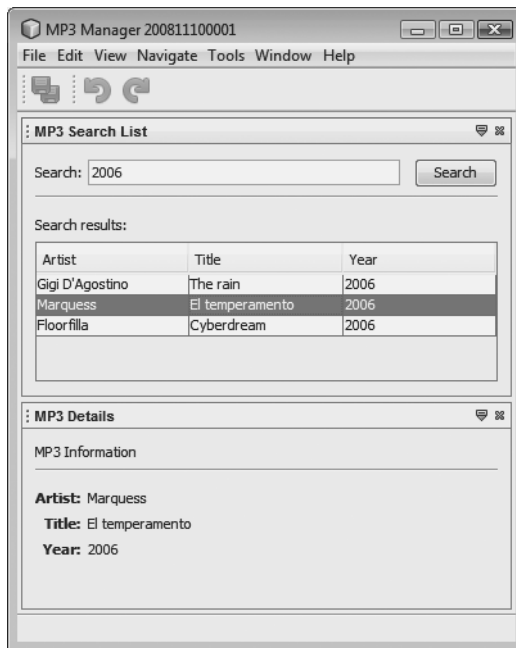 MP3 Manager 200811100001
File Edit View Navigate Tools Window Help
MP3 Search List
Search: 2006 Search
Search results:
Artist Title Year
Gigi D'Agostino The rain 2006
Marquess El temperamento 2006
Floorfilla Cyberdream 2006
MP3 Details
MP3 Information
Artist: Marquess
Title: El temperamento
Year: 2006